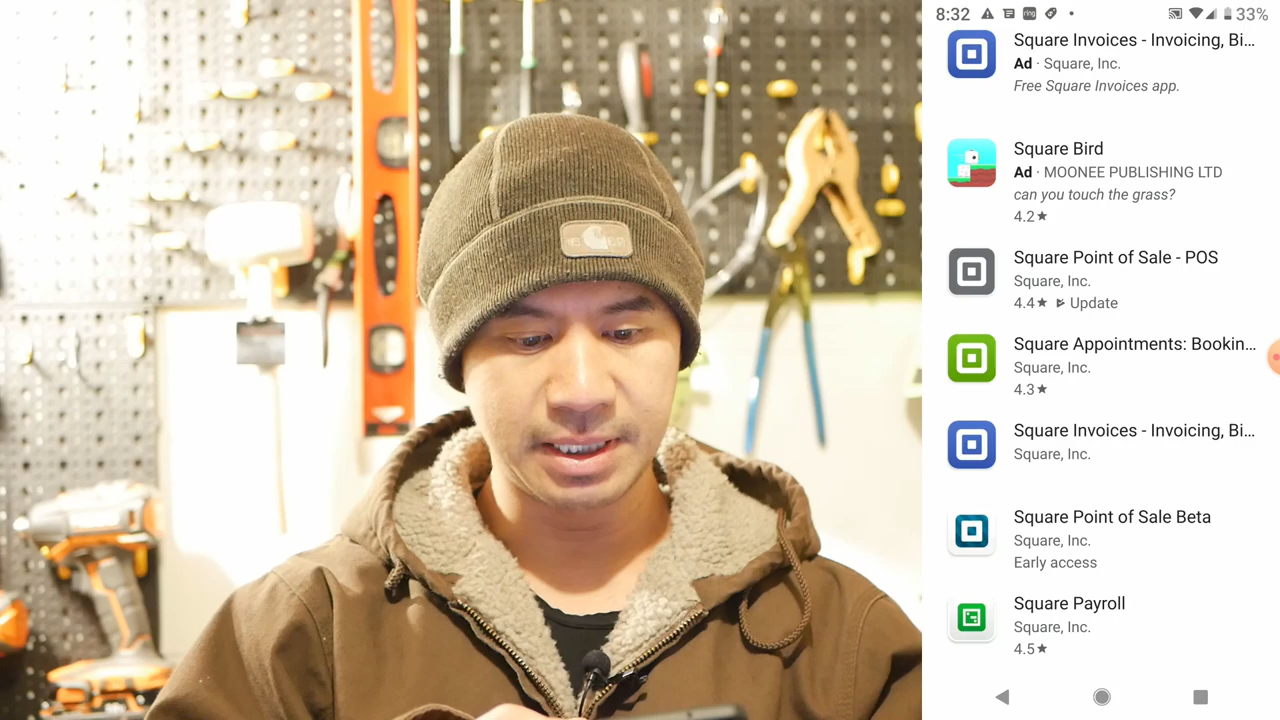 8:32
ring
33%
Square Invoices - Invoicing, Bi...
Ad · Square, Inc.
Free Square Invoices app.
Square Bird
Ad · MOONEE PUBLISHING LTD
can you touch the grass?
4.2★
Square Point of Sale - POS
Square, Inc.
4.4★ Update
Square Appointments: Bookin...
Square, Inc.
4.3★
Square Invoices - Invoicing, Bi...
Square, Inc.
Square Point of Sale Beta
Square, Inc.
Early access
Square Payroll
Square, Inc.
4.5★